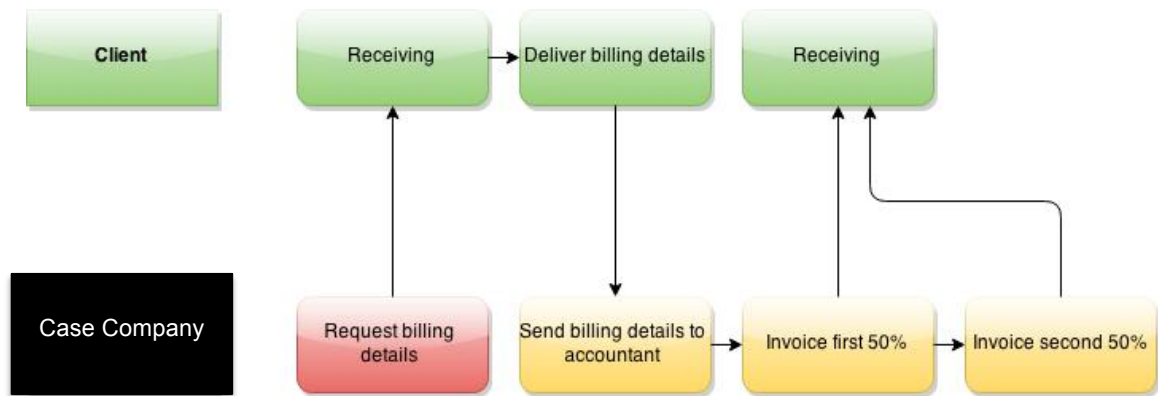 Client
Receiving
Deliver billing details
Receiving
Case Company
Request billing
details
Send billing details to
accountant
Invoice first 50%
Invoice second 50%